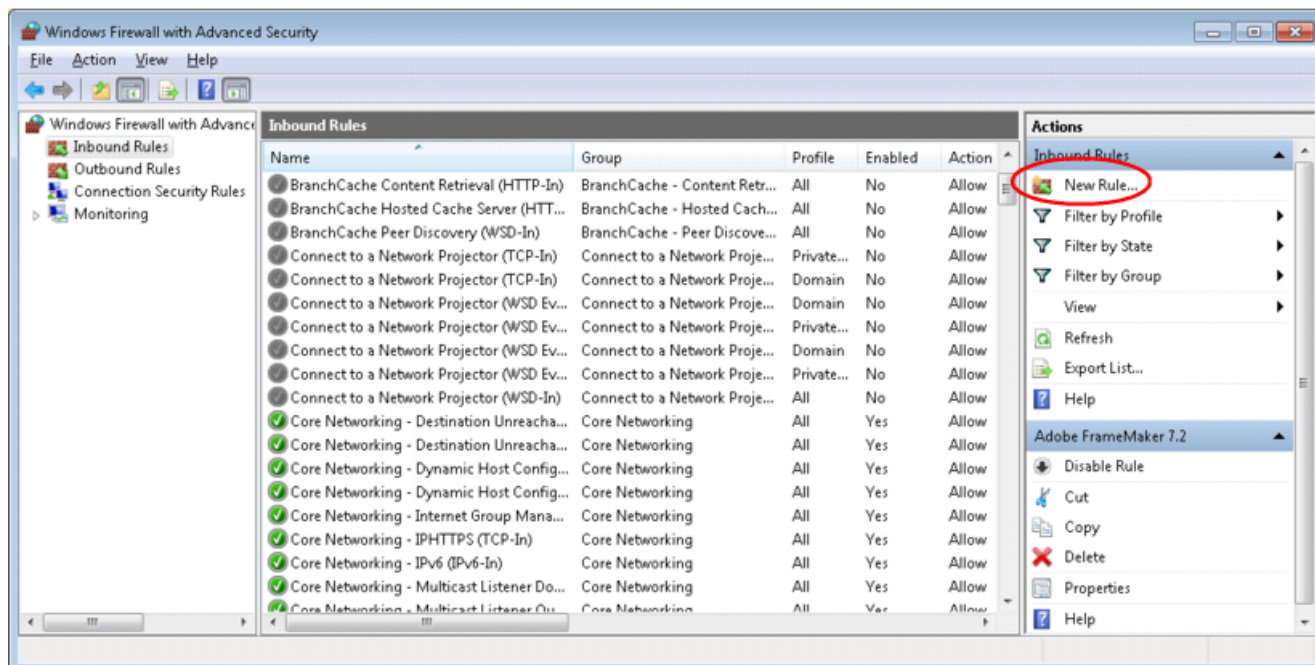 Windows Firewall with Advanced Security
File Action View Help
Windows Firewall with Advance
Inbound Rules
Outbound Rules
Connection Security Rules
Monitoring
Inbound Rules
Name Group Profile Enabled Action
BranchCache Content Retrieval (HTTP-In) BranchCache - Content Retr... All No Allow
BranchCache Hosted Cache Server (HTT... BranchCache - Hosted Cach... All No Allow
BranchCache Peer Discovery (WSD-In) BranchCache - Peer Discove... All No Allow
Connect to a Network Projector (TCP-In) Connect to a Network Proje... Private... No Allow
Connect to a Network Projector (TCP-In) Connect to a Network Proje... Domain No Allow
Connect to a Network Projector (WSD Ev... Connect to a Network Proje... Domain No Allow
Connect to a Network Projector (WSD Ev... Connect to a Network Proje... Private... No Allow
Connect to a Network Projector (WSD Ev... Connect to a Network Proje... Domain No Allow
Connect to a Network Projector (WSD Ev... Connect to a Network Proje... Private... No Allow
Connect to a Network Projector (WSD-In) Connect to a Network Proje... All No Allow
Core Networking - Destination Unreacha... Core Networking All Yes Allow
Core Networking - Destination Unreacha... Core Networking All Yes Allow
Core Networking - Dynamic Host Config... Core Networking All Yes Allow
Core Networking - Dynamic Host Config... Core Networking All Yes Allow
Core Networking - Internet Group Mana... Core Networking All Yes Allow
Core Networking - IPHTTPS (TCP-In) Core Networking All Yes Allow
Core Networking - IPv6 (IPv6-In) Core Networking All Yes Allow
Core Networking - Multicast Listener Do... Core Networking All Yes Allow
Core Networking - Multicast Listener Qu... Core Networking All Yes Allow
Actions
Inbound Rules
New Rule...
Filter by Profile
Filter by State
Filter by Group
View
Refresh
Export List...
Help
Adobe FrameMaker 7.2
Disable Rule
Cut
Copy
Delete
Properties
Help